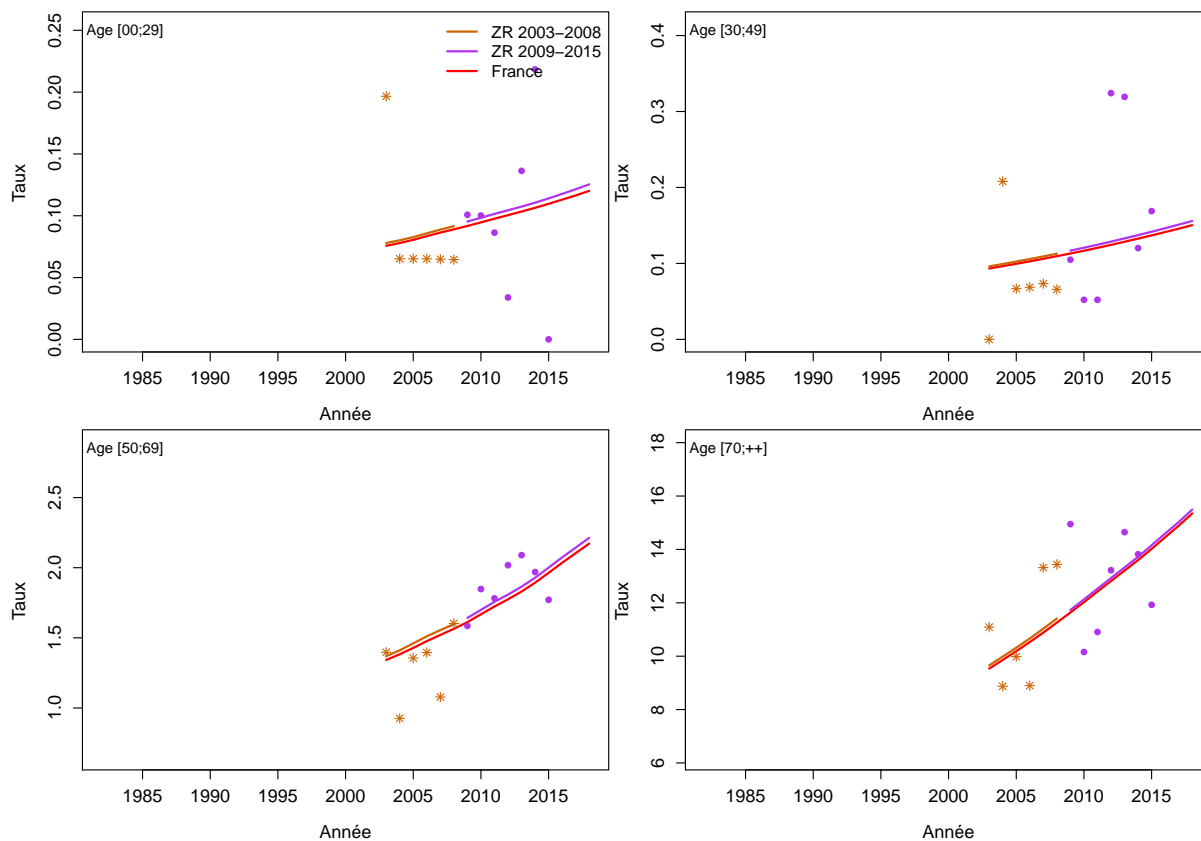 Age [00;29]
ZR 2003−2008
ZR 2009−2015
France
0.00 0.05 0.10 0.15 0.20 0.25
Taux
1985 1990 1995 2000 2005 2010 2015
Année
Age [30;49]
0.0 0.1 0.2 0.3 0.4
Taux
1985 1990 1995 2000 2005 2010 2015
Année
Age [50;69]
1.0 1.5 2.0 2.5
Taux
1985 1990 1995 2000 2005 2010 2015
Année
Age [70;++]
6 8 10 12 14 16 18
Taux
1985 1990 1995 2000 2005 2010 2015
Année